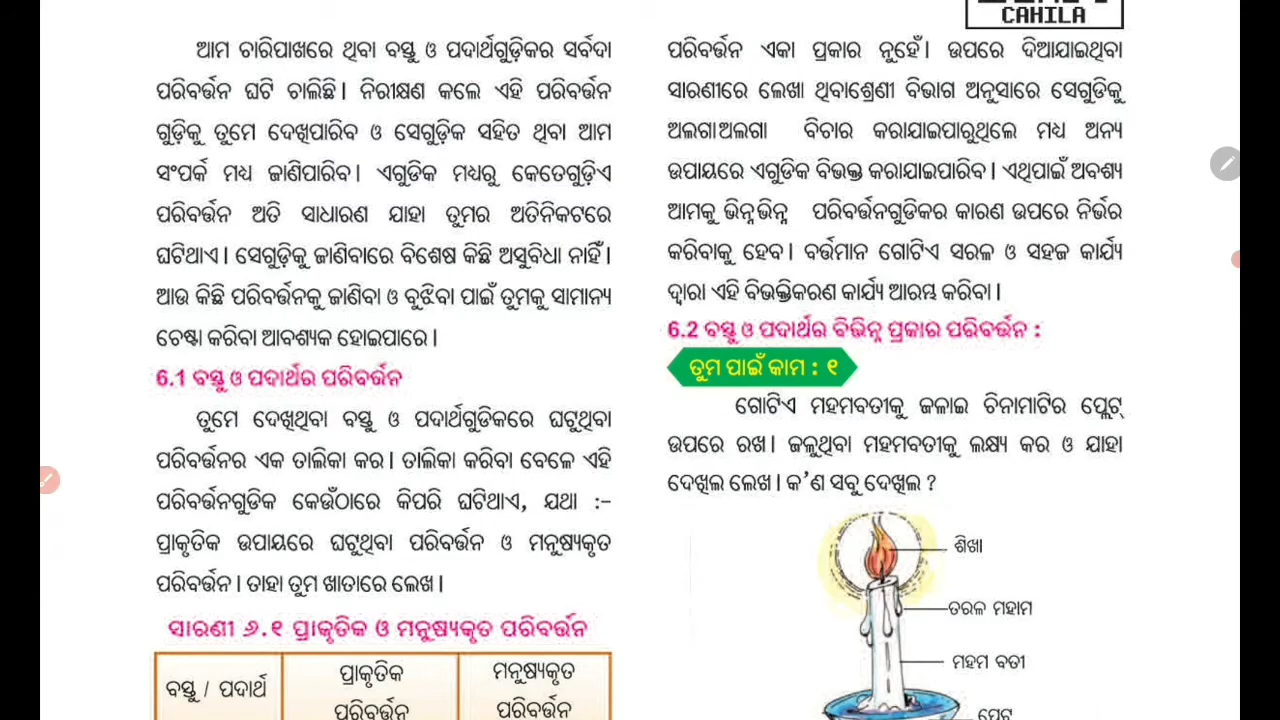 CAHILA
ଆମ ଚାରିପାଖରେ ଥିବା ବସ୍ତୁ ଓ ପଦାର୍ଥଗୁଡ଼ିକର ସର୍ବଦା
ପରିବର୍ତ୍ତନ ଘଟି ଚାଲିଛି। ନିରୀକ୍ଷଣ କଲେ ଏହି ପରିବର୍ତ୍ତନ
ଗୁଡ଼ିକୁ ତୁମେ ଦେଖିପାରିବ ଓ ସେଗୁଡ଼ିକ ସହିତ ଥିବା ଆମ
ସଂପର୍କ ମଧ୍ୟ ଜାଣିପାରିବ। ଏଗୁଡିକ ମଧ୍ୟରୁ କେତେଗୁଡ଼ିଏ
ପରିବର୍ତ୍ତନ ଅତି ସାଧାରଣ ଯାହା ତୁମର ଅତିନିକଟରେ
ଘଟିଥାଏ। ସେଗୁଡ଼ିକୁ ଜାଣିବାରେ ବିଶେଷ କିଛି ଅସୁବିଧା ନାହିଁ।
ଆଉ କିଛି ପରିବର୍ତ୍ତନକୁ ଜାଣିବା ଓ ବୁଝିବା ପାଇଁ ତୁମକୁ ସାମାନ୍ୟ
ଚେଷ୍ଟା କରିବା ଆବଶ୍ୟକ ହୋଇପାରେ।
6.1 ବସ୍ତୁ ଓ ପଦାର୍ଥର ପରିବର୍ତ୍ତନ
ତୁମେ ଦେଖିଥିବା ବସ୍ତୁ ଓ ପଦାର୍ଥଗୁଡିକରେ ଘଟୁଥିବା
ପରିବର୍ତ୍ତନର ଏକ ତାଲିକା କର। ତାଲିକା କରିବା ବେଳେ ଏହି
ପରିବର୍ତ୍ତନଗୁଡିକ କେଉଁଠାରେ କିପରି ଘଟିଥାଏ, ଯଥା :-
ପ୍ରାକୃତିକ ଉପାୟରେ ଘଟୁଥିବା ପରିବର୍ତ୍ତନ ଓ ମନୁଷ୍ୟକୃତ
ପରିବର୍ତ୍ତନ। ତାହା ତୁମ ଖାତାରେ ଲେଖ।
ସାରଣୀ ୬.୧ ପ୍ରାକୃତିକ ଓ ମନୁଷ୍ୟକୃତ ପରିବର୍ତ୍ତନ
ବସ୍ତୁ / ପଦାର୍ଥ
ପ୍ରାକୃତିକ
ପରିବର୍ତ୍ତନ
ମନୁଷ୍ୟକୃତ
ପରିବର୍ତ୍ତନ
ପରିବର୍ତ୍ତନ ଏକା ପ୍ରକାର ନୁହେଁ। ଉପରେ ଦିଆଯାଇଥିବା
ସାରଣୀରେ ଲେଖା ଥିବାଶ୍ରେଣୀ ବିଭାଗ ଅନୁସାରେ ସେଗୁଡିକୁ
ଅଲଗାଅଲଗା ବିଚାର କରାଯାଇପାରୁଥିଲେ ମଧ୍ୟ ଅନ୍ୟ
ଉପାୟରେ ଏଗୁଡିକ ବିଭକ୍ତ କରାଯାଇପାରିବ। ଏଥିପାଇଁ ଅବଶ୍ୟ
ଆମକୁ ଭିନ୍ନଭିନ୍ନ ପରିବର୍ତ୍ତନଗୁଡିକର କାରଣ ଉପରେ ନିର୍ଭର
କରିବାକୁ ହେବ। ବର୍ତ୍ତମାନ ଗୋଟିଏ ସରଳ ଓ ସହଜ କାର୍ଯ୍ୟ
ଦ୍ୱାରା ଏହି ବିଭକ୍ତିକରଣ କାର୍ଯ୍ୟ ଆରମ୍ଭ କରିବା।
6.2 ବସ୍ତୁ ଓ ପଦାର୍ଥର ବିଭିନ୍ନ ପ୍ରକାର ପରିବର୍ତ୍ତନ :
ତୁମ ପାଇଁ କାମ : ୧
ଗୋଟିଏ ମହମବତୀକୁ ଜଳାଇ ଚିନାମାଟିର ପ୍ଲେଟ୍
ଉପରେ ରଖ। ଜଳୁଥିବା ମହମବତୀକୁ ଲକ୍ଷ୍ୟ କର ଓ ଯାହା
ଦେଖିଲ ଲେଖ। କ'ଣ ସବୁ ଦେଖିଲ ?
ଶିଖା
ତରଳ ମହାମ
ମହମ ବତୀ